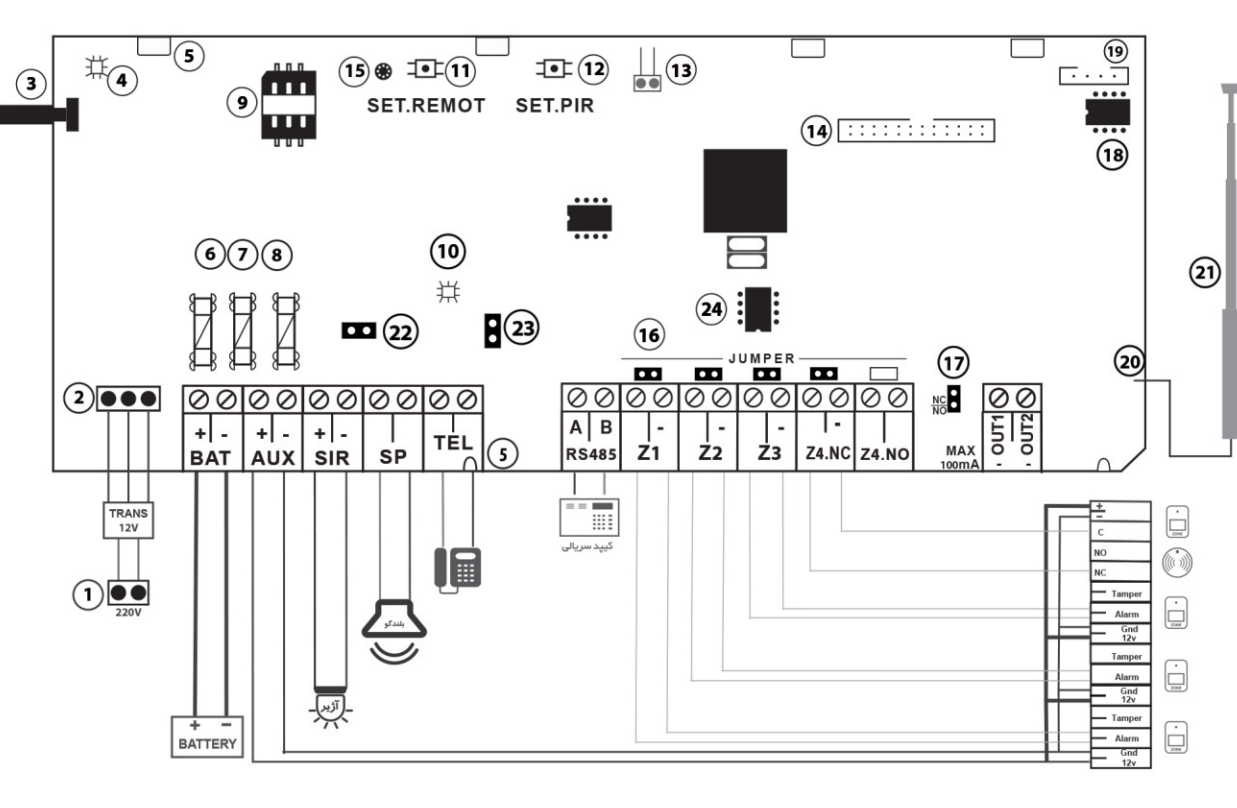 19
5
15
11
12
13
3
4
9
SET.REMOT
SET.PIR
14
18
6
7
8
10
21
24
22
23
16
JUMPER
17
20
2
NC
NO
+ -
BAT
+ -
AUX
+ -
SIR
SP
TEL
5
A B
RS485
-
Z1
-
Z2
-
Z3
-
Z4.NC
Z4.NO
MAX
100mA
OUT1
-
OUT2
-
TRANS
12V
1
220V
کیپد سریالی
بلندگو
آژیر
+ -
BATTERY
+
-
C
NO
NC
Tamper
Alarm
Gnd
12v
Tamper
Alarm
Gnd
12v
Tamper
Alarm
Gnd
12v